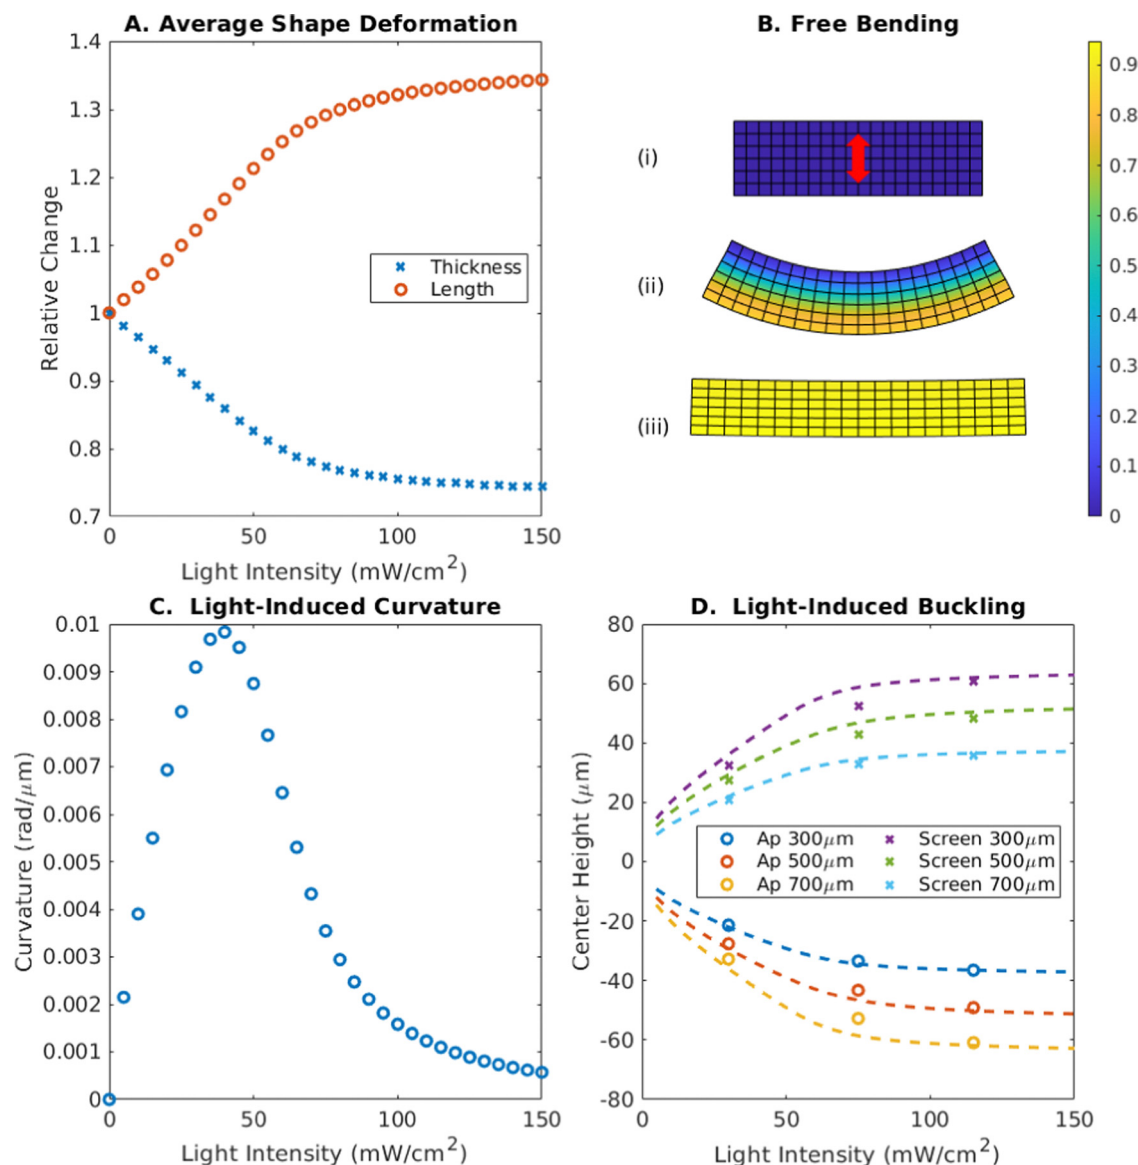 A. Average Shape Deformation
1.4
1.3
1.2
1.1
1
0.9
0.8
0.7
Relative Change
Thickness
Length
0 50 100 150
Light Intensity (mW/cm²)
B. Free Bending
(i)
(ii)
(iii)
0.9
0.8
0.7
0.6
0.5
0.4
0.3
0.2
0.1
0
C. Light-Induced Curvature
0.01
0.009
0.008
0.007
0.006
0.005
0.004
0.003
0.002
0.001
0
Curvature (rad/μm)
0 50 100 150
Light Intensity (mW/cm²)
D. Light-Induced Buckling
80
60
40
20
0
-20
-40
-60
-80
Center Height (μm)
Ap 300μm Screen 300μm
Ap 500μm Screen 500μm
Ap 700μm Screen 700μm
0 50 100 150
Light Intensity (mW/cm²)